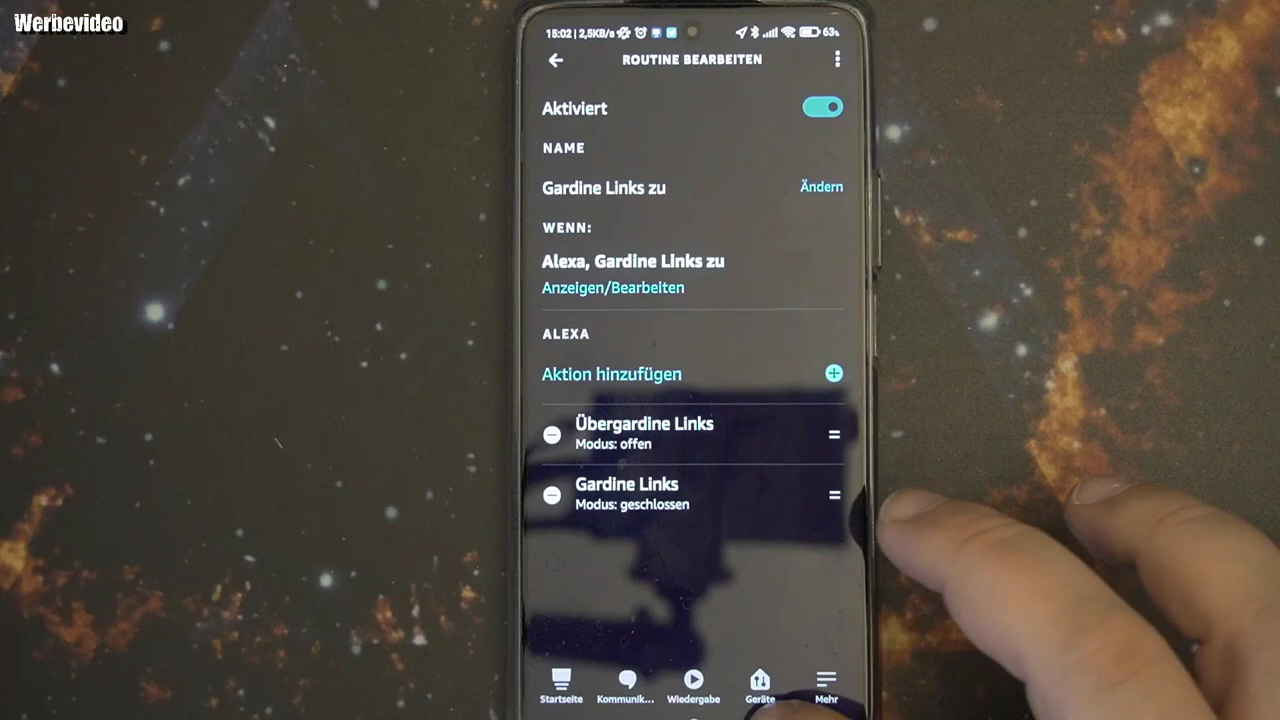 Werbevideo
15:02 | 2,5KB/s 63%
ROUTINE BEARBEITEN
Aktiviert
NAME
Gardine Links zu Ändern
WENN:
Alexa, Gardine Links zu
Anzeigen/Bearbeiten
ALEXA
Aktion hinzufügen
Übergardine Links
Modus: offen
Gardine Links
Modus: geschlossen
Startseite Kommunik... Wiedergabe Geräte Mehr